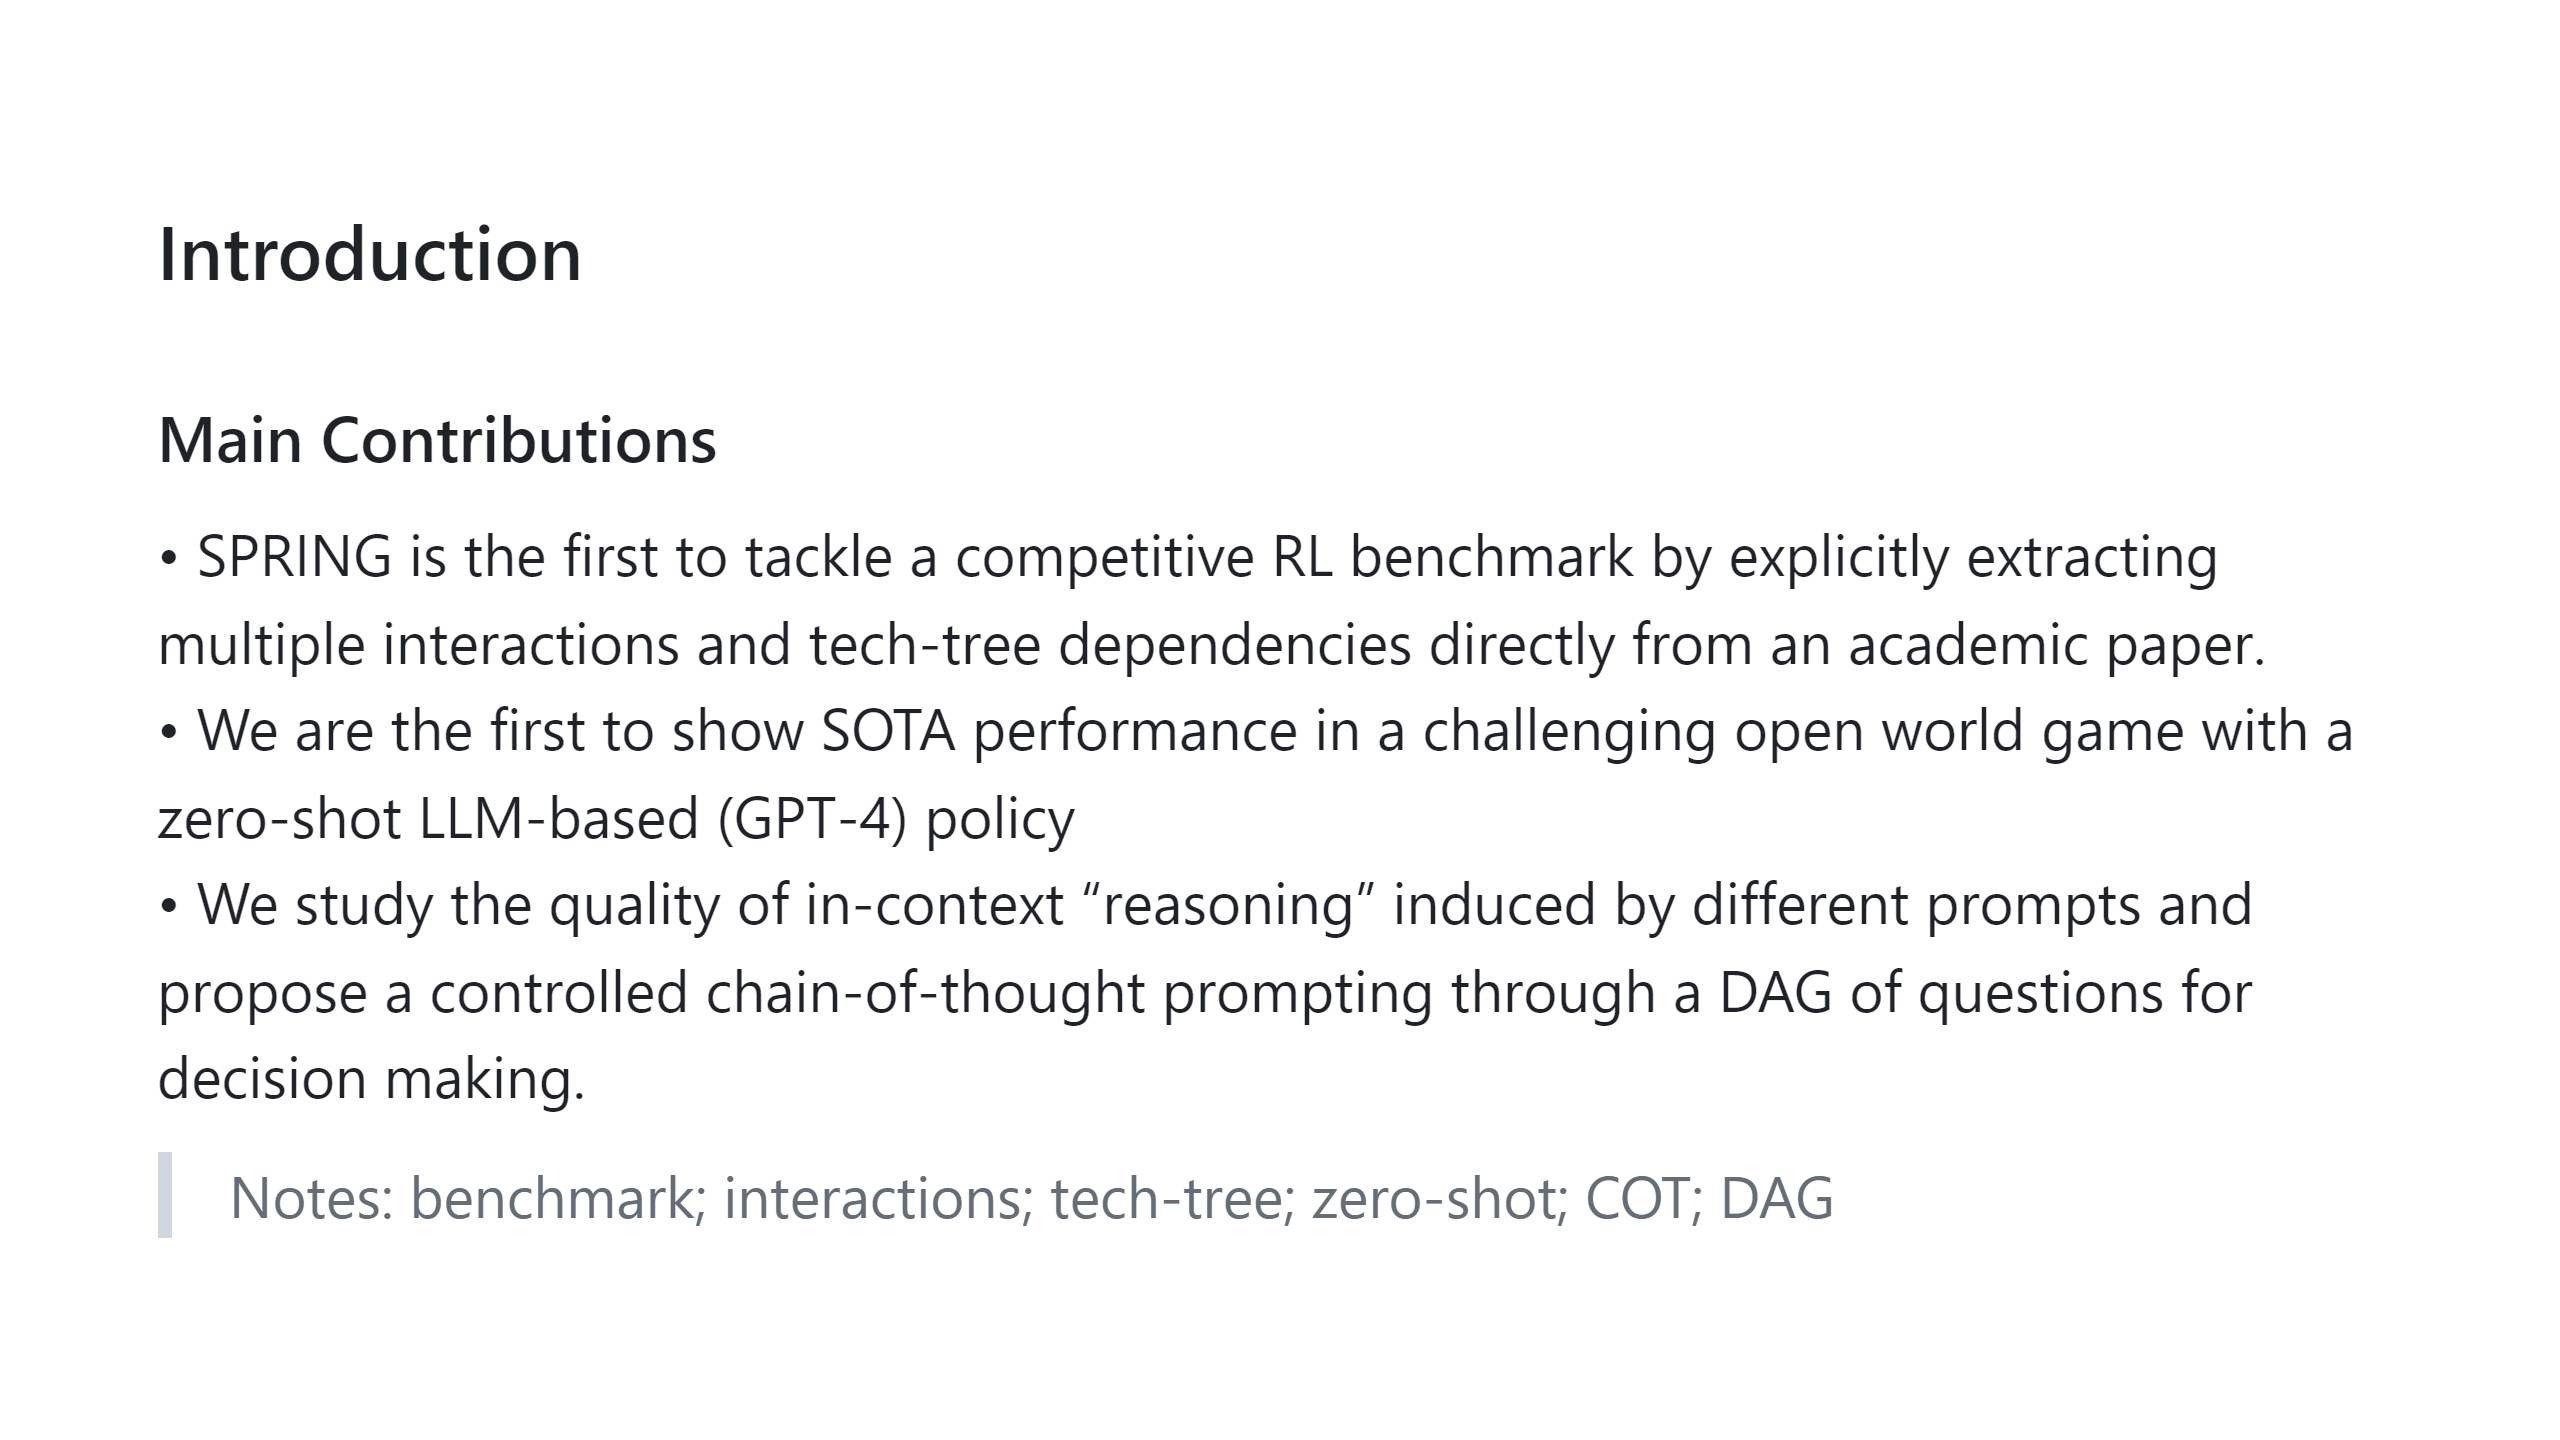 Introduction
Main Contributions
• SPRING is the first to tackle a competitive RL benchmark by explicitly extracting
multiple interactions and tech-tree dependencies directly from an academic paper.
• We are the first to show SOTA performance in a challenging open world game with a
zero-shot LLM-based (GPT-4) policy
• We study the quality of in-context “reasoning” induced by different prompts and
propose a controlled chain-of-thought prompting through a DAG of questions for
decision making.
Notes: benchmark; interactions; tech-tree; zero-shot; COT; DAG